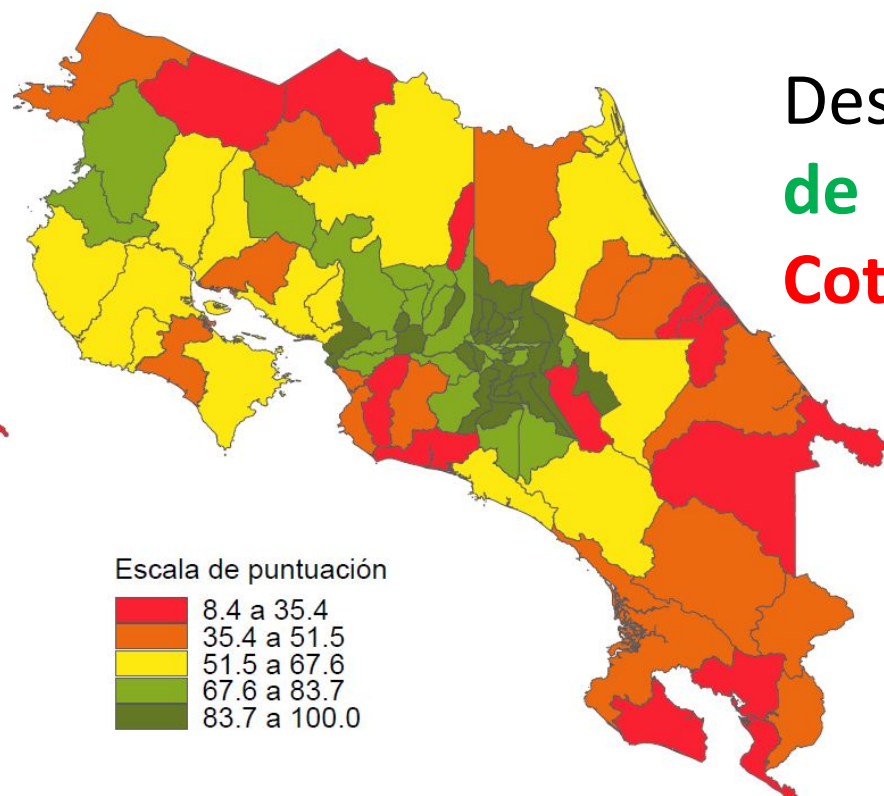 Des
de
Cot
Escala de puntuación
8.4 a 35.4
35.4 a 51.5
51.5 a 67.6
67.6 a 83.7
83.7 a 100.0